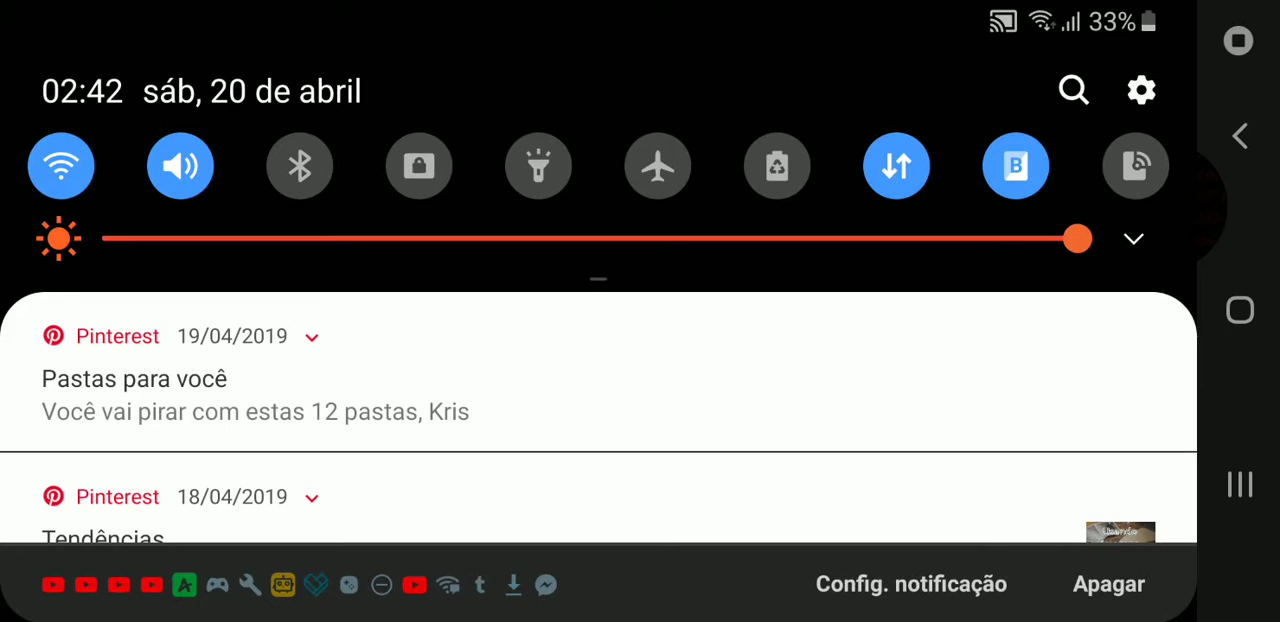 33%
02:42 sáb, 20 de abril
B
Pinterest 19/04/2019
Pastas para você
Você vai pirar com estas 12 pastas, Kris
Pinterest 18/04/2019
Tendências
Config. notificação Apagar